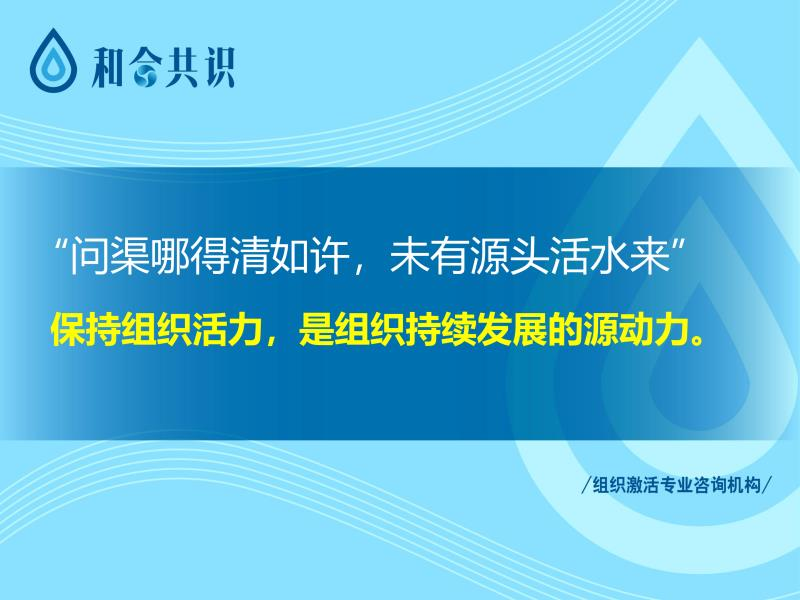 和合共识
“问渠哪得清如许，未有源头活水来”
保持组织活力，是组织持续发展的源动力。
/组织激活专业咨询机构/